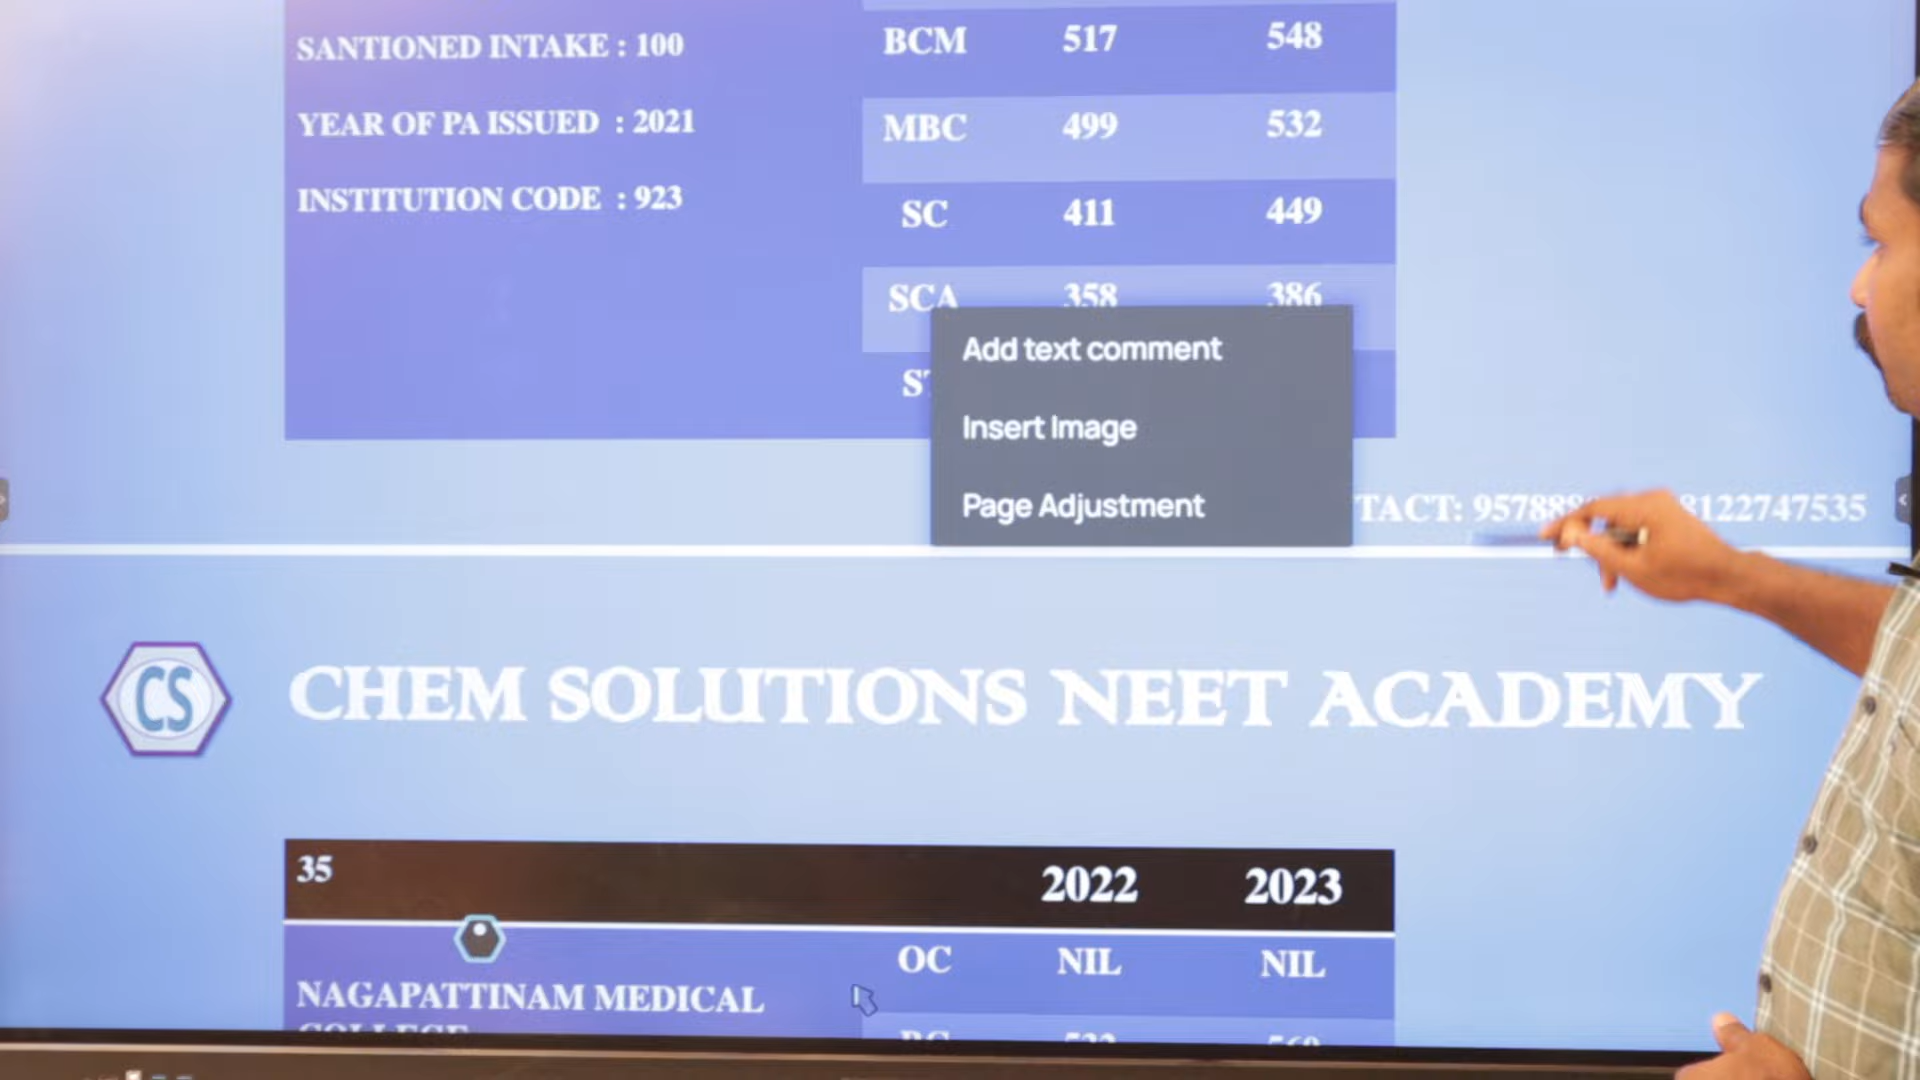 SANTIONED INTAKE : 100
YEAR OF PA ISSUED : 2021
INSTITUTION CODE : 923
BCM 517 548
MBC 499 532
SC 411 449
SCA 358 386
Add text comment
Insert Image
Page Adjustment
8122747535
CS
CHEM SOLUTIONS NEET ACADEMY
35 2022 2023
OC NIL NIL
NAGAPATTINAM MEDICAL
COLLEGE